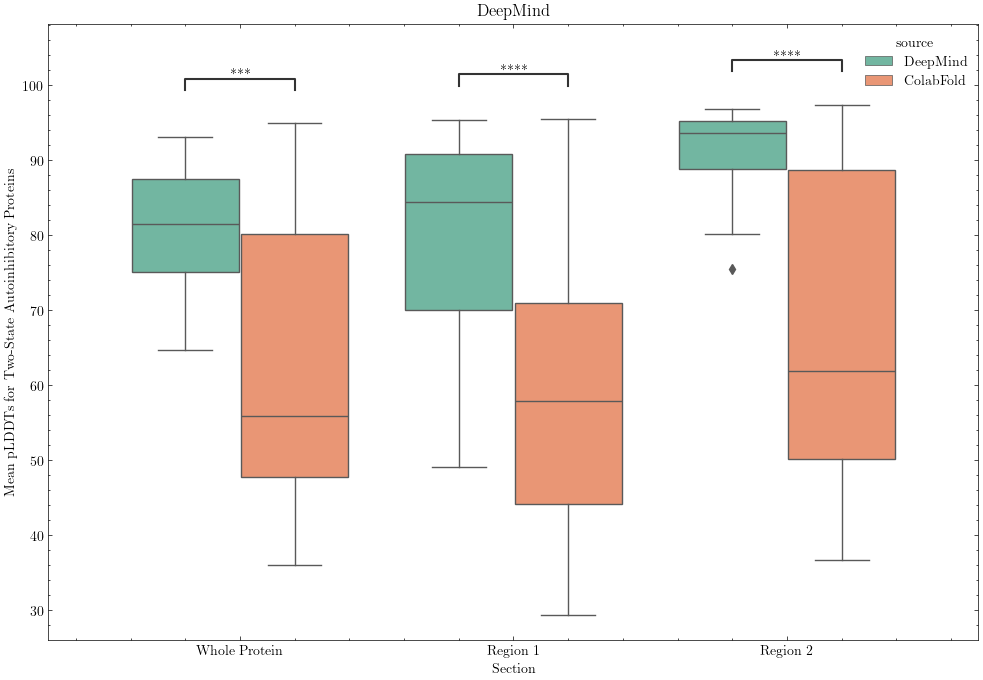 DeepMind
Mean pLDDTs for Two-State Autoinhibitory Proteins
100
90
80
70
60
50
40
30
***
****
****
source
DeepMind
ColabFold
Whole Protein
Region 1
Region 2
Section